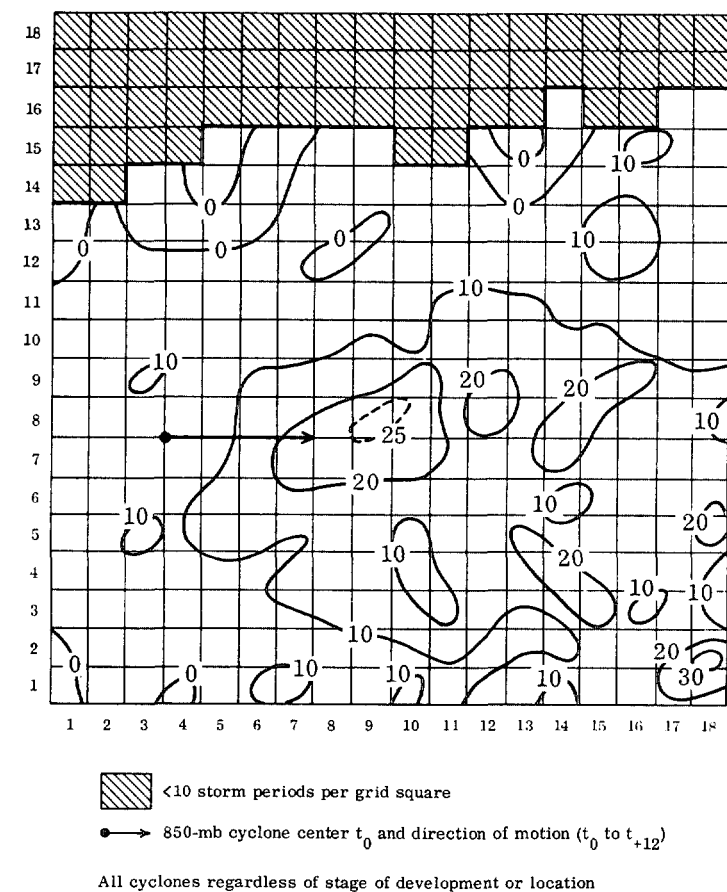 18
17
16
15 0 10
14 0 0
13 0 0 0 10
12
11 10
10
9 10 20 20
8 25 10
7 20
6 10
5 10 10 20 20
4 10 10
3 10
2 0 20
1 0 10 10 10 30
1 2 3 4 5 6 7 8 9 10 11 12 13 14 15 16 17 18
<10 storm periods per grid square
850-mb cyclone center t0 and direction of motion (t0 to t+12)
All cyclones regardless of stage of development or location